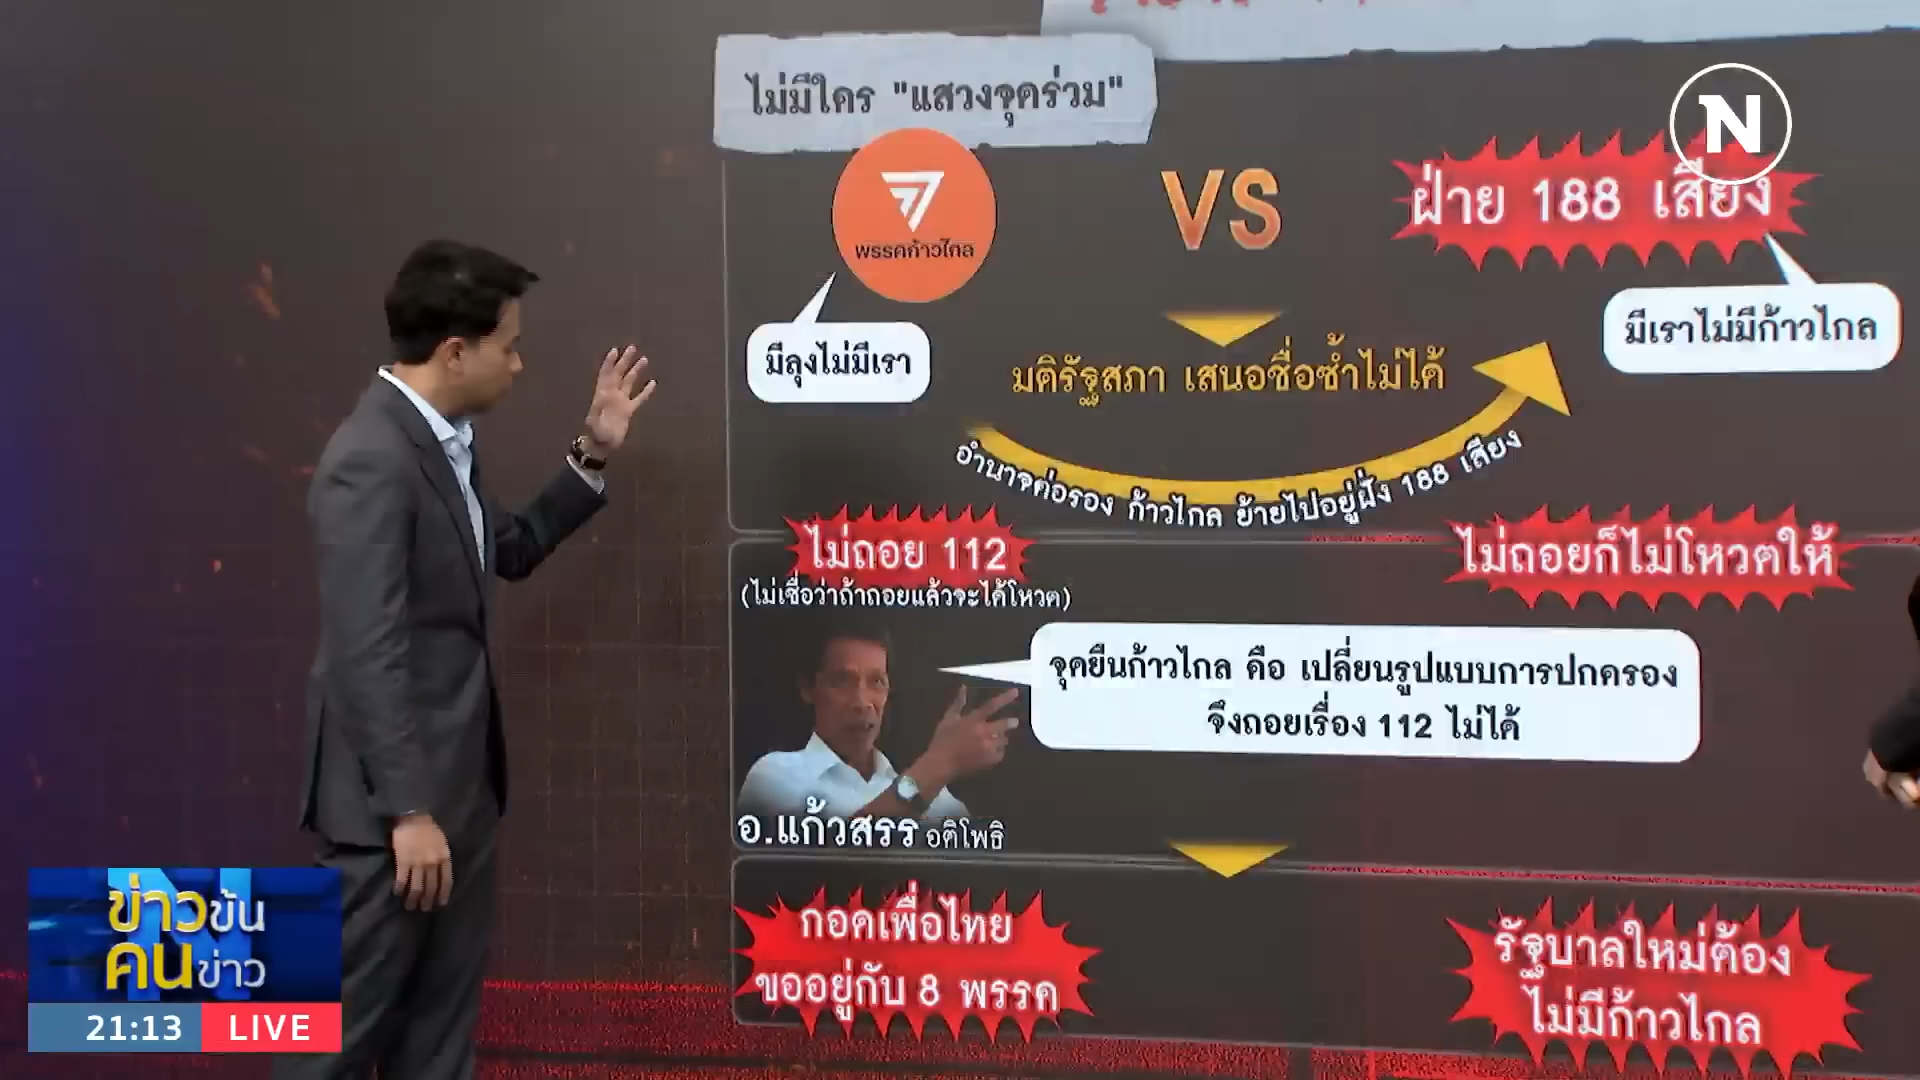 ไม่มีใคร "แสวงจุดร่วม"
N
พรรคก้าวไกล
VS
ฝ่าย 188 เสียง
มีลุงไม่มีเรา
มีเราไม่มีก้าวไกล
มติรัฐสภา เสนอชื่อซ้ำไม่ได้
อำนาจต่อรอง ก้าวไกล ย้ายไปอยู่ฝั่ง 188 เสียง
ไม่ถอย 112
(ไม่เชื่อว่าถ้าถอยแล้วจะได้โหวต)
ไม่ถอยก็ไม่โหวตให้
จุดยืนก้าวไกล คือ เปลี่ยนรูปแบบการปกครอง
จึงถอยเรื่อง 112 ไม่ได้
อ.แก้วสรร อติโพธิ
กอดเพื่อไทย
ขออยู่กับ 8 พรรค
รัฐบาลใหม่ต้อง
ไม่มีก้าวไกล
ข่าวข้น
คนข่าว
21:13 LIVE